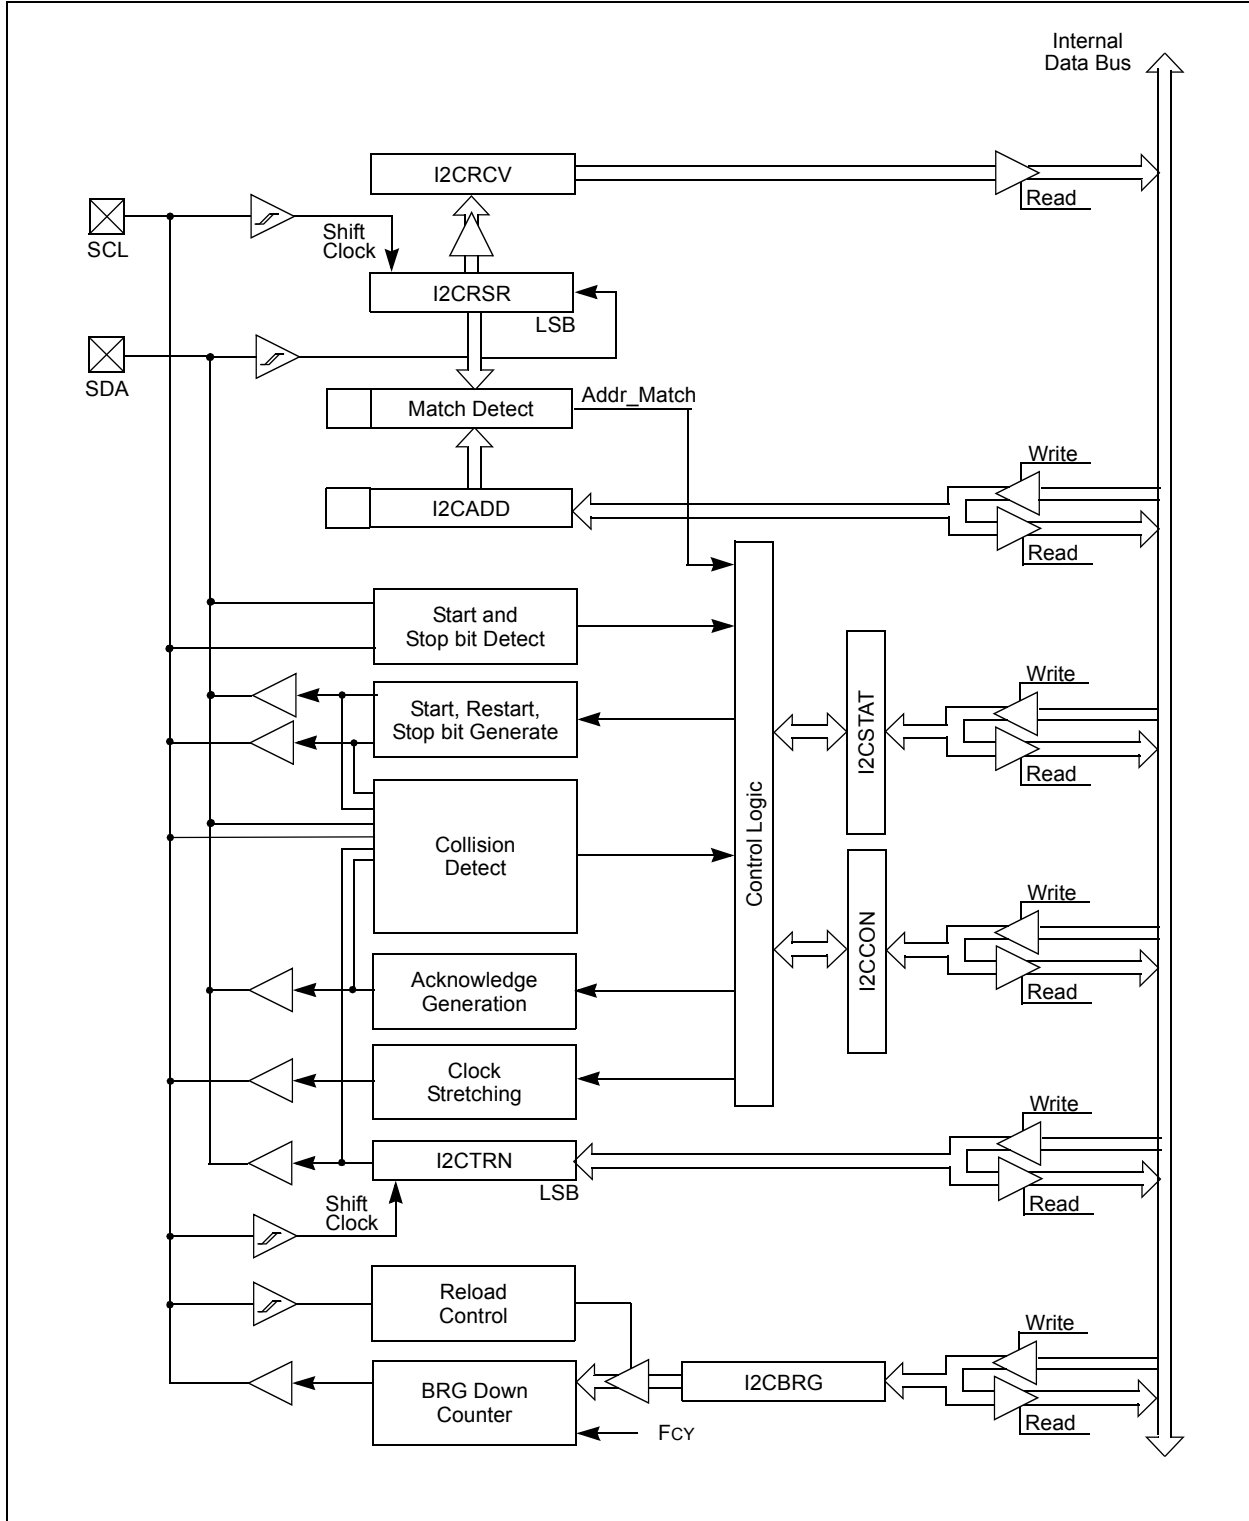 Internal
Data Bus
I2CRCV
Read
SCL
Shift
Clock
I2CRSR
LSB
SDA
Match Detect
Addr_Match
Write
I2CADD
Read
Start and
Stop bit Detect
Start, Restart,
Stop bit Generate
Write
I2CSTAT
Read
Control Logic
Collision
Detect
Write
I2CCON
Read
Acknowledge
Generation
Clock
Stretching
Write
I2CTRN
LSB
Read
Shift
Clock
Reload
Control
Write
I2CBRG
Read
BRG Down
Counter
FCY